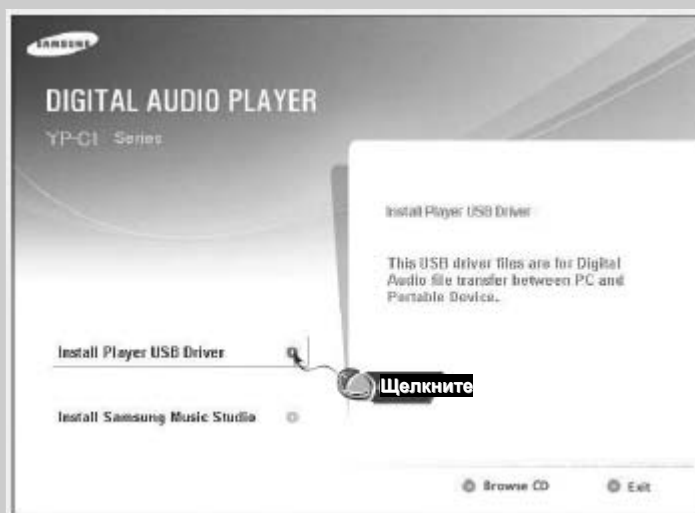 SAMSUNG
DIGITAL AUDIO PLAYER
YP-C1 Series
Install Player USB Driver
This USB driver files are for Digital
Audio file transfer between PC and
Portable Device.
Install Player USB Driver
Щелкните
Install Samsung Music Studio
Browse CD
Exit